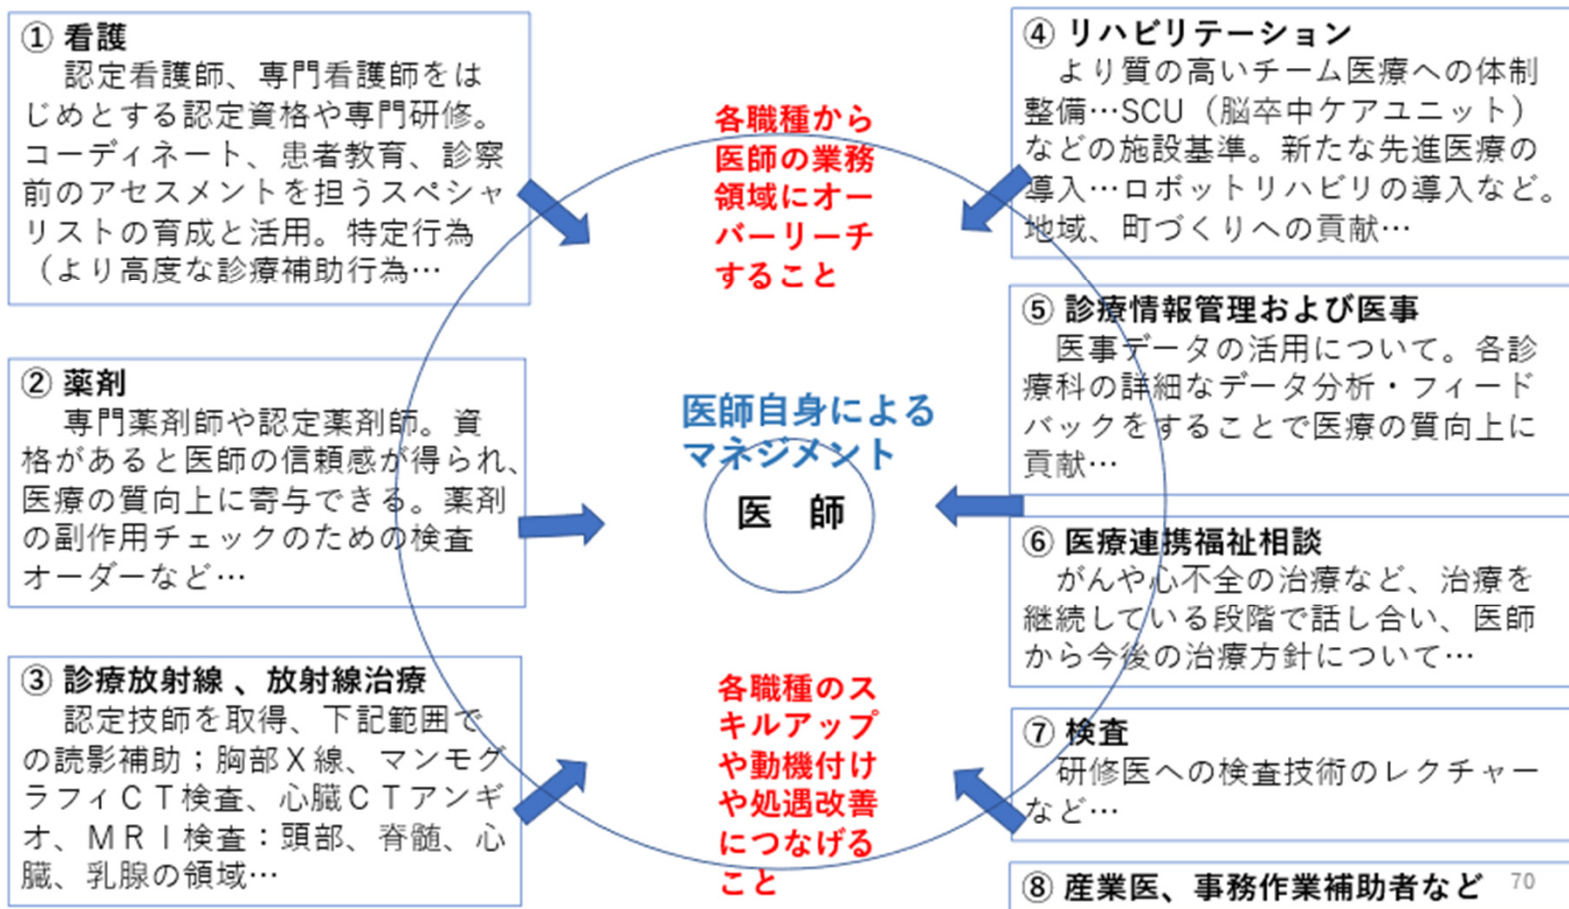 ① 看護
認定看護師、専門看護師をは
じめとする認定資格や専門研修。
コーディネート、患者教育、診察
前のアセスメントを担うスペシャ
リストの育成と活用。特定行為
（より高度な診療補助行為…
② 薬剤
専門薬剤師や認定薬剤師。資
格があると医師の信頼感が得られ、
医療の質向上に寄与できる。薬剤
の副作用チェックのための検査
オーダーなど…
③ 診療放射線 、放射線治療
認定技師を取得、下記範囲で
の読影補助；胸部Ｘ線、マンモグ
ラフィＣＴ検査、心臓ＣＴアンギ
オ、ＭＲＩ検査：頭部、脊髄、心
臓、乳腺の領域…
各職種から
医師の業務
領域にオー
バーリーチ
すること
医師自身による
マネジメント
医　師
各職種のス
キルアップ
や動機付け
や処遇改善
につなげる
こと
④ リハビリテーション
より質の高いチーム医療への体制
整備…SCU（脳卒中ケアユニット）
などの施設基準。新たな先進医療の
導入…ロボットリハビリの導入など。
地域、町づくりへの貢献…
⑤ 診療情報管理および医事
医事データの活用について。各診
療科の詳細なデータ分析・フィード
バックをすることで医療の質向上に
貢献…
⑥ 医療連携福祉相談
がんや心不全の治療など、治療を
継続している段階で話し合い、医師
から今後の治療方針について…
⑦ 検査
研修医への検査技術のレクチャー
など…
⑧ 産業医、事務作業補助者など
70